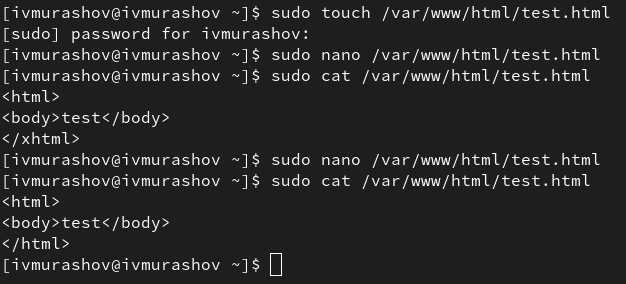 [ivmurashov@ivmurashov ~]$ sudo touch /var/www/html/test.html
[sudo] password for ivmurashov:
[ivmurashov@ivmurashov ~]$ sudo nano /var/www/html/test.html
[ivmurashov@ivmurashov ~]$ sudo cat /var/www/html/test.html
<html>
<body>test</body>
</xhtml>
[ivmurashov@ivmurashov ~]$ sudo nano /var/www/html/test.html
[ivmurashov@ivmurashov ~]$ sudo cat /var/www/html/test.html
<html>
<body>test</body>
</html>
[ivmurashov@ivmurashov ~]$